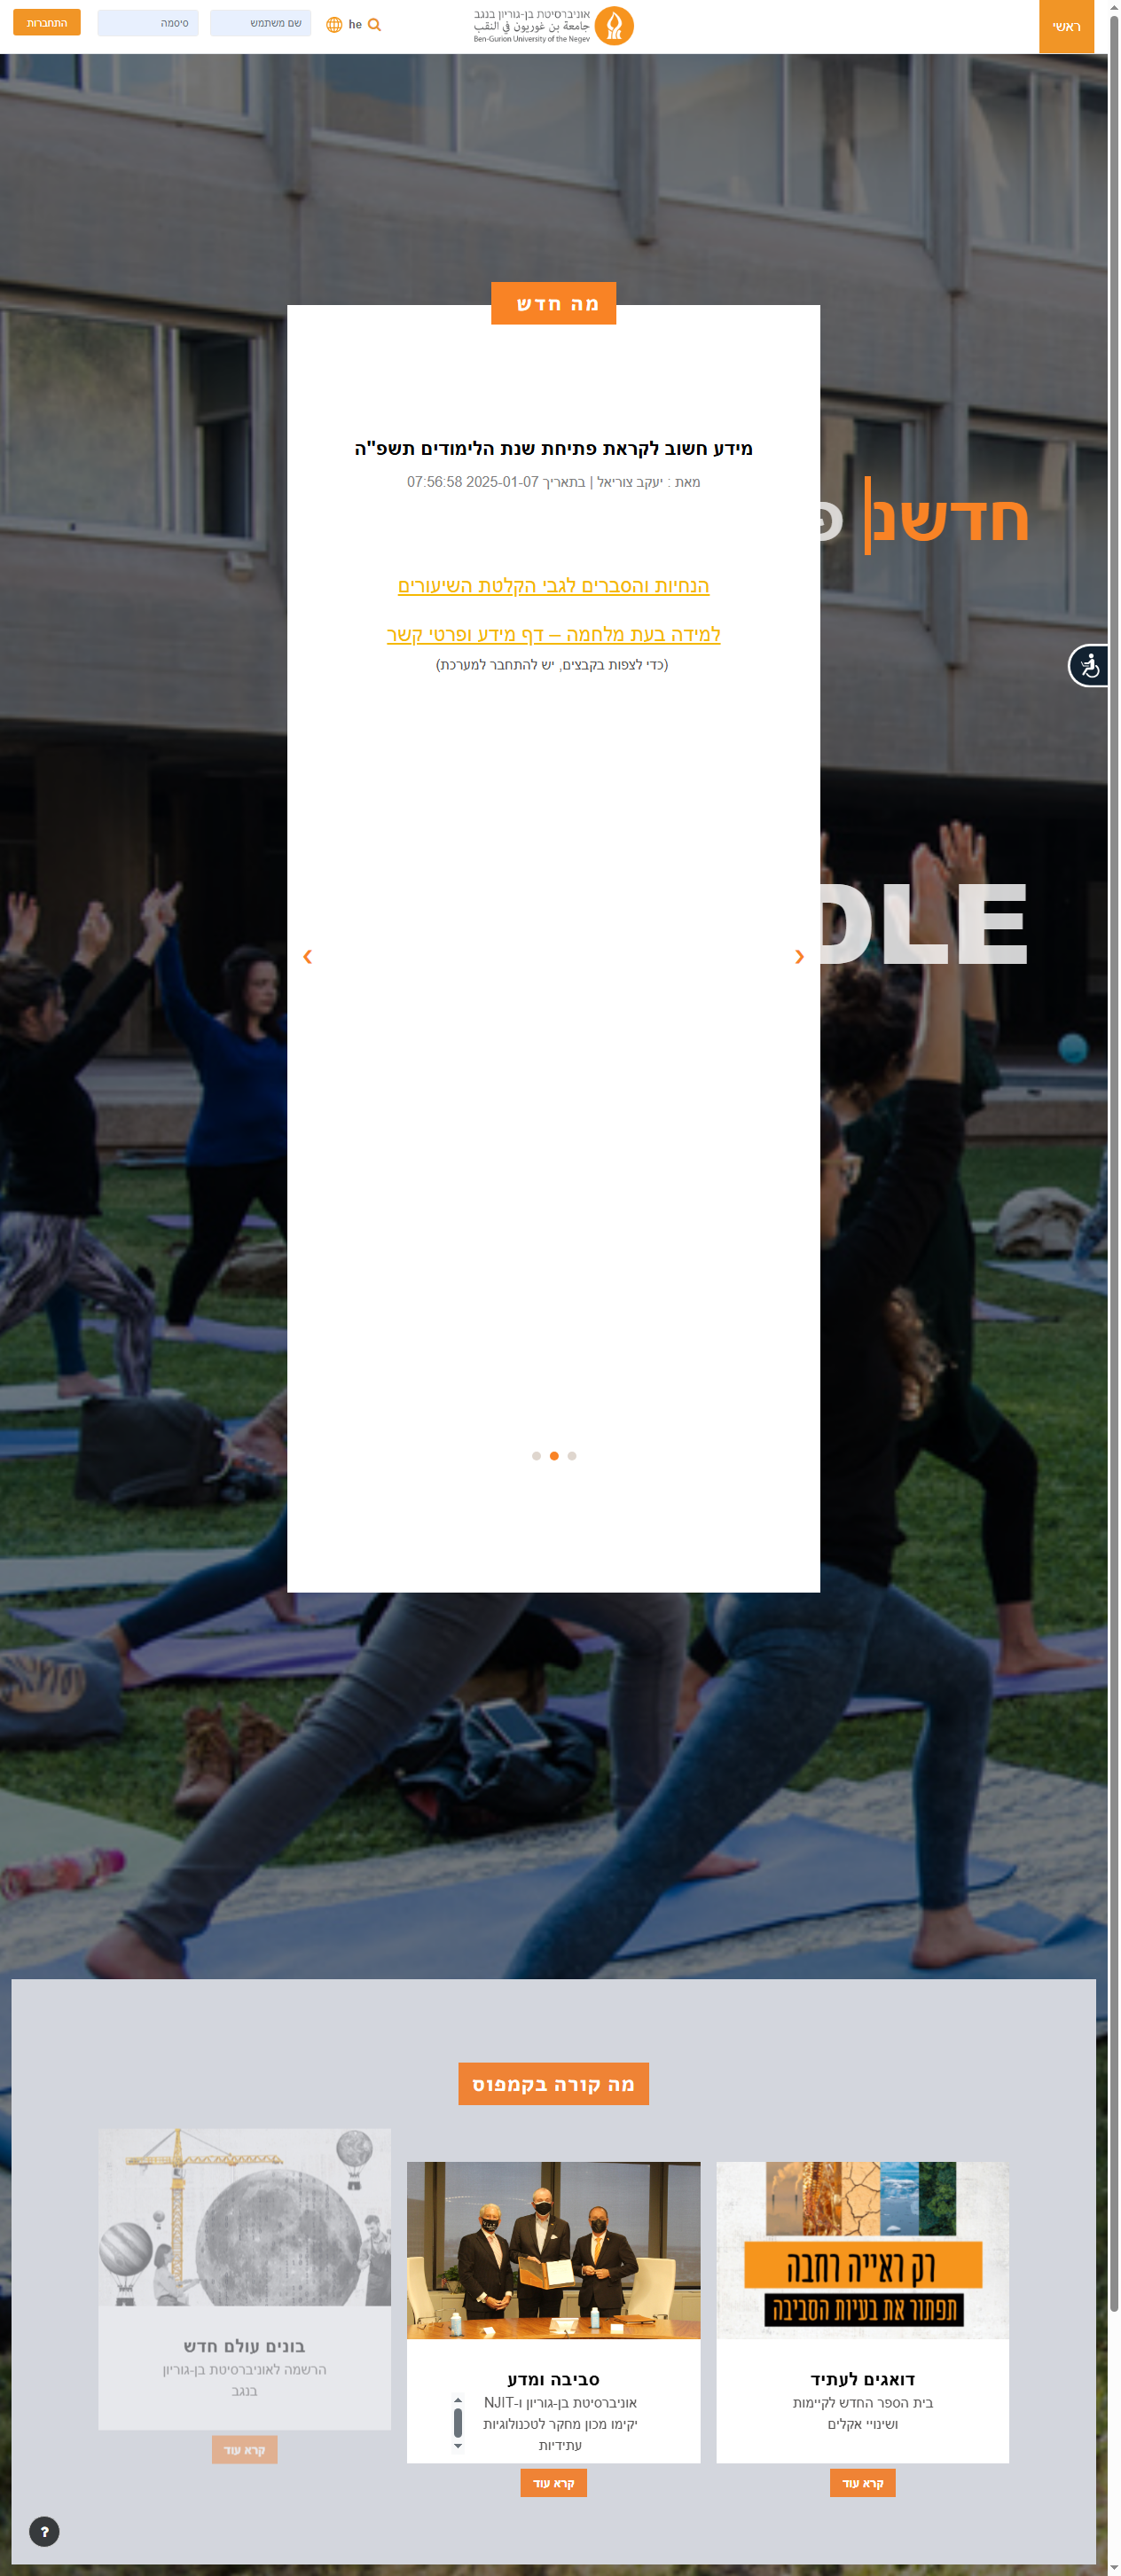 ראשי
אוניברסיטת בן-גוריון בנגב
جامعة بن غوريون في النقب
Ben-Gurion University of the Negev
he
שם משתמש
סיסמה
התחברות
מה חדש
מידע חשוב לקראת פתיחת שנת הלימודים תשפ"ה
מאת : יעקב צוריאל | בתאריך 2025-01-07 07:56:58
חדשנ
הנחיות והסברים לגבי הקלטת השיעורים
למידה בעת מלחמה – דף מידע ופרטי קשר
(כדי לצפות בקבצים, יש להתחבר למערכת)
DLE
מה קורה בקמפוס
רק ראייה רחבה
תפתור את בעיות הסביבה
דואגים לעתיד
בית הספר החדש לקיימות
ושינויי אקלים
קרא עוד
סביבה ומדע
אוניברסיטת בן-גוריון ו-NJIT
יקימו מכון מחקר לטכנולוגיות
עתידיות
קרא עוד
בונים עולם חדש
הרשמה לאוניברסיטת בן-גוריון
בנגב
קרא עוד
?